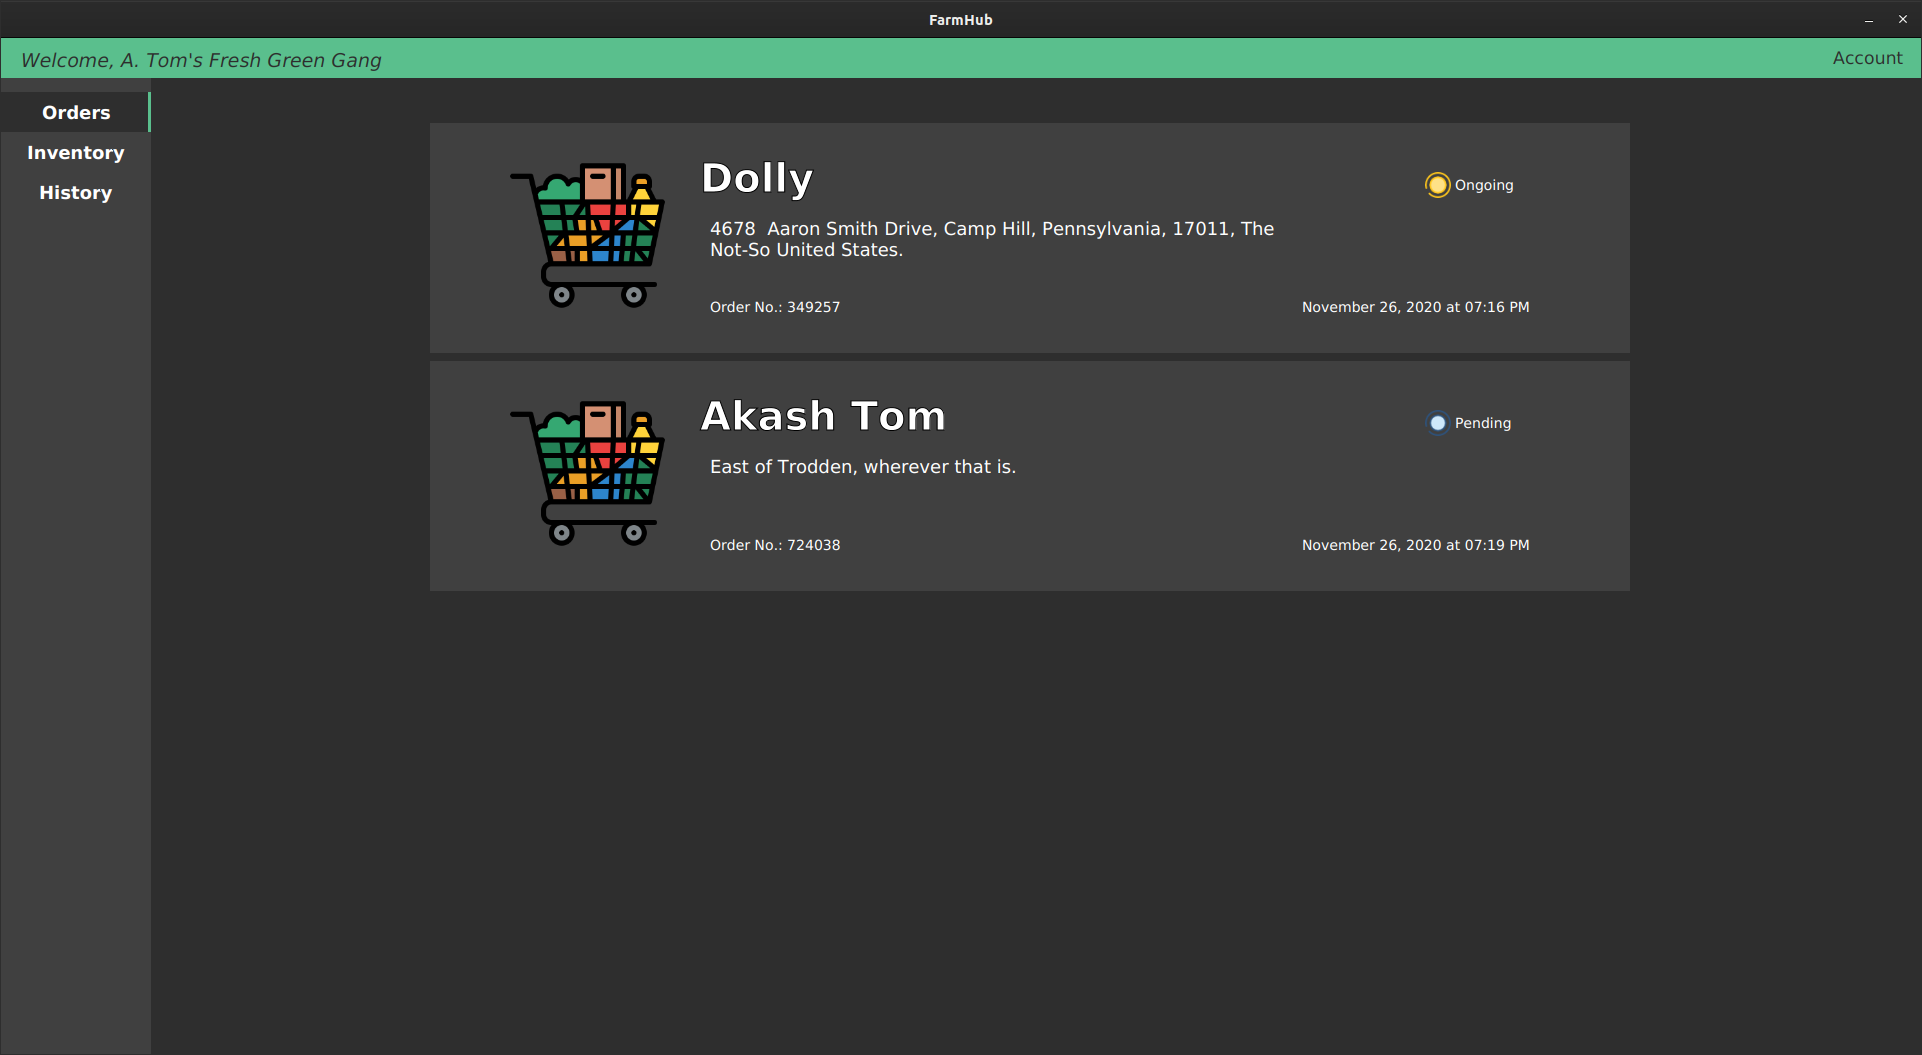 FarmHub
Welcome, A. Tom's Fresh Green Gang
Account
Orders
Inventory
History
Dolly
Ongoing
4678  Aaron Smith Drive, Camp Hill, Pennsylvania, 17011, The
Not-So United States.
Order No.: 349257
November 26, 2020 at 07:16 PM
Akash Tom
Pending
East of Trodden, wherever that is.
Order No.: 724038
November 26, 2020 at 07:19 PM